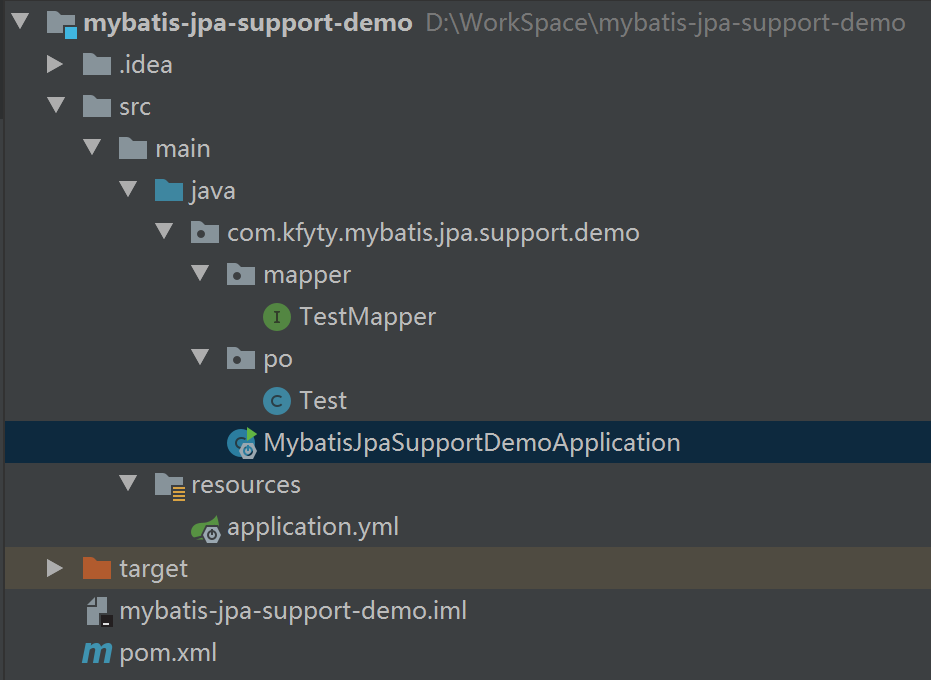 mybatis-jpa-support-demo D:\WorkSpace\mybatis-jpa-support-demo
.idea
src
main
java
com.kfyty.mybatis.jpa.support.demo
mapper
I TestMapper
po
C Test
MybatisJpaSupportDemoApplication
resources
application.yml
target
mybatis-jpa-support-demo.iml
m pom.xml